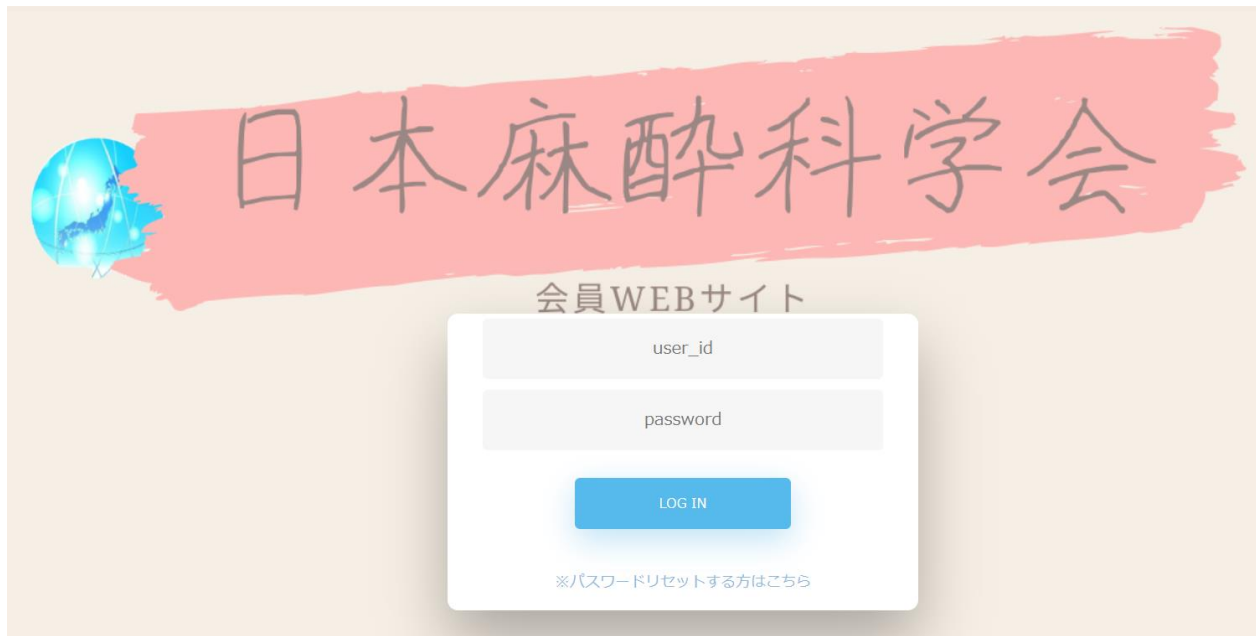 日本麻酔科学会
会員WEBサイト
user_id
password
LOG IN
※パスワードリセットする方はこちら